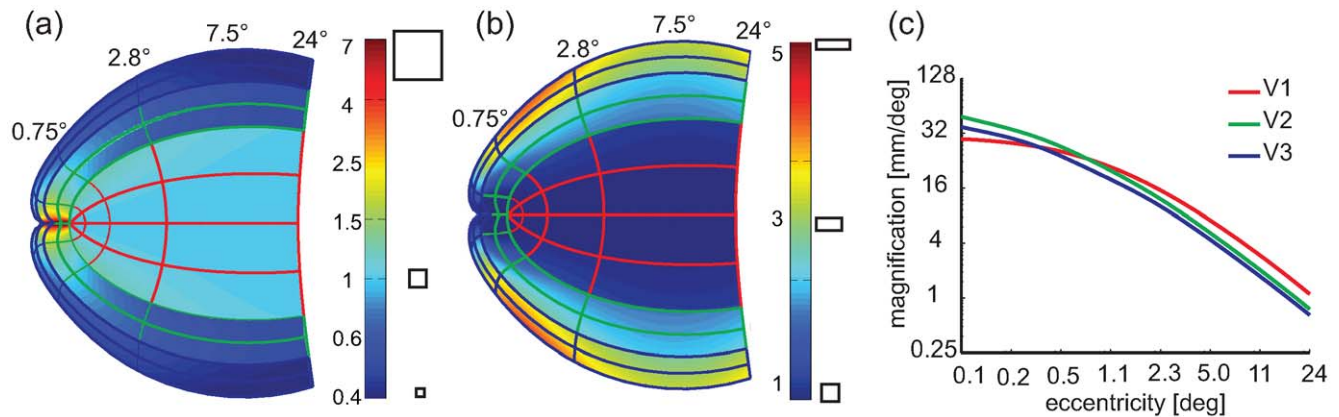 (a)
0.75°
2.8°
7.5°
24°
7
4
2.5
1.5
1
0.6
0.4
(b)
0.75°
2.8°
7.5°
24°
5
3
1
(c)
magnification [mm/deg]
128
32
16
4
1
0.25
V1
V2
V3
0.1 0.2 0.5 1.1 2.3 5.0 11 24
eccentricity [deg]